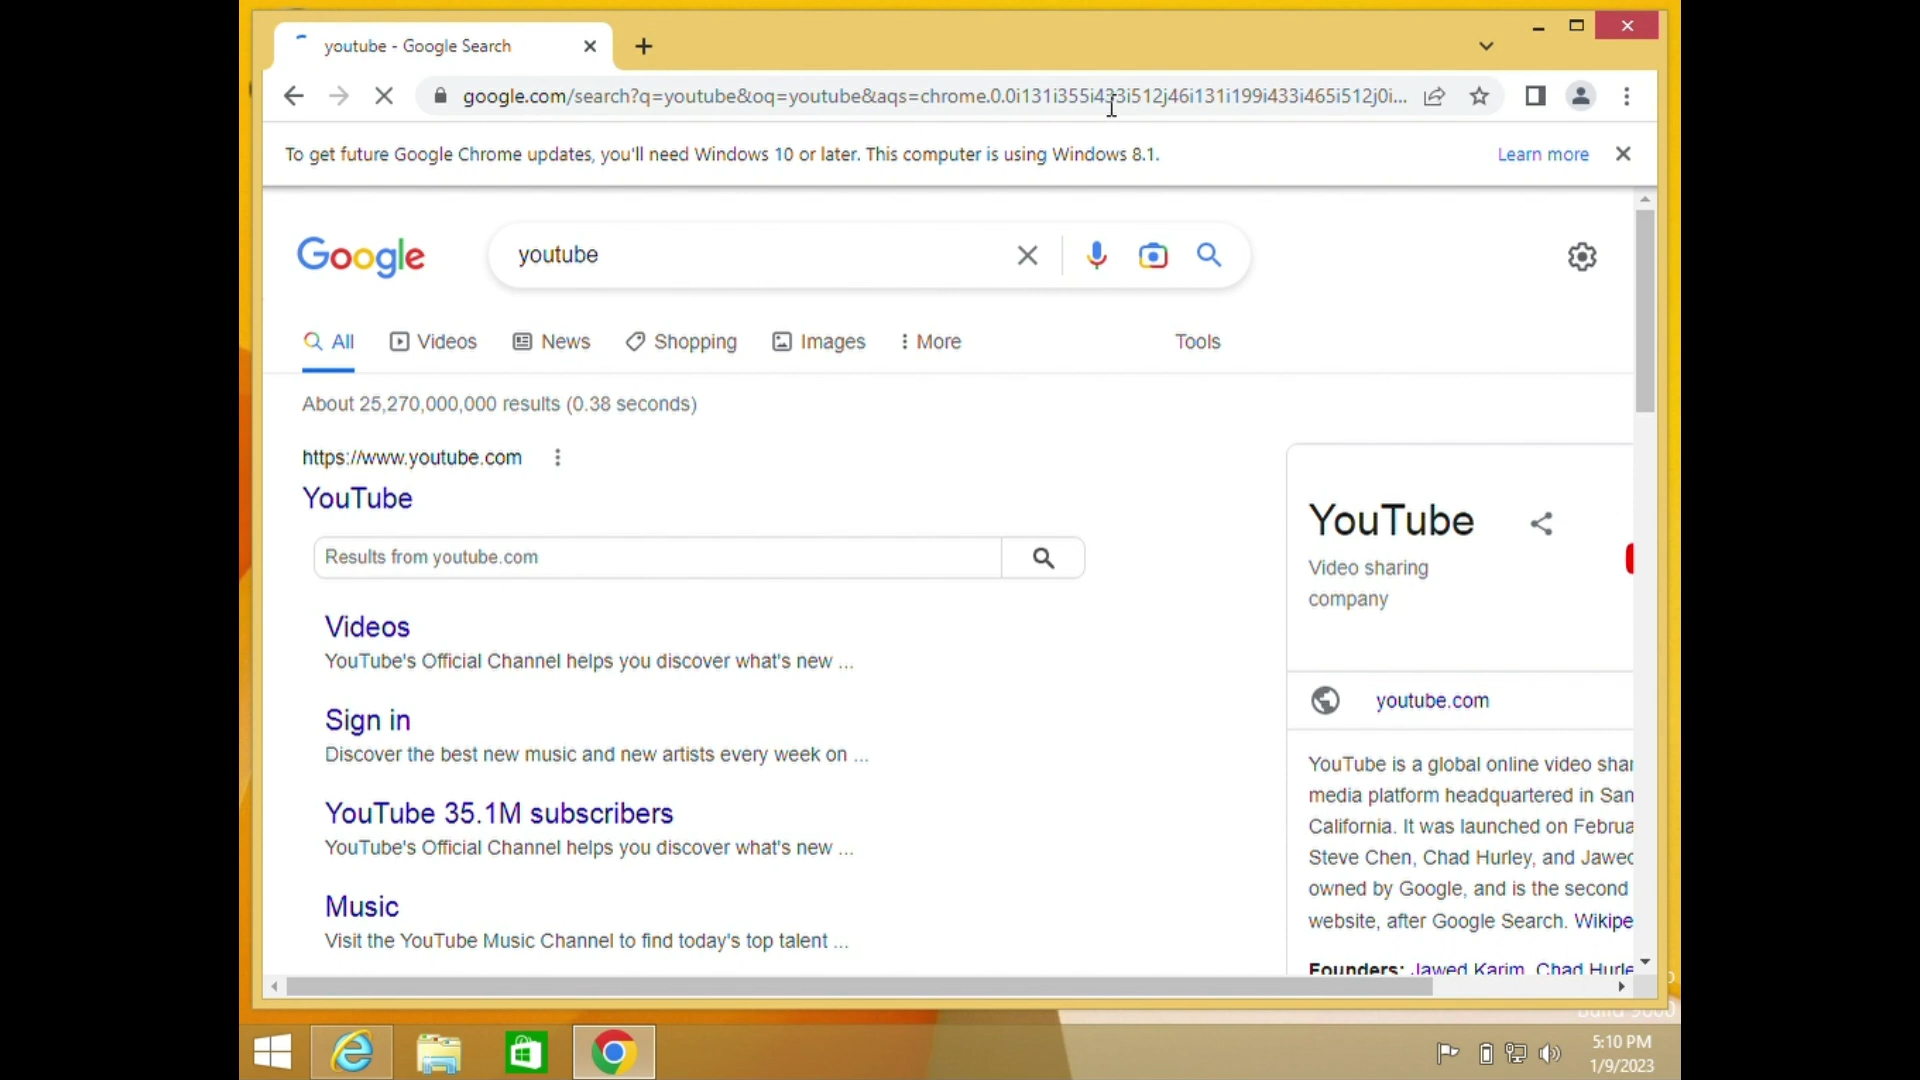 youtube - Google Search
google.com/search?q=youtube&oq=youtube&aqs=chrome.0.0i131i355i433i512j46i131i199i433i465i512j0i...
To get future Google Chrome updates, you'll need Windows 10 or later. This computer is using Windows 8.1.
Learn more
Google
youtube
All
Videos
News
Shopping
Images
More
Tools
About 25,270,000,000 results (0.38 seconds)
https://www.youtube.com
YouTube
Results from youtube.com
Videos
YouTube's Official Channel helps you discover what's new ...
Sign in
Discover the best new music and new artists every week on ...
YouTube 35.1M subscribers
YouTube's Official Channel helps you discover what's new ...
Music
Visit the YouTube Music Channel to find today's top talent ...
YouTube
Video sharing
company
youtube.com
YouTube is a global online video shar
media platform headquartered in San
California. It was launched on Februa
Steve Chen, Chad Hurley, and Jawed
owned by Google, and is the second
website, after Google Search. Wikipe
Founders: Jawed Karim, Chad Hurle
Build 9600
5:10 PM
1/9/2023